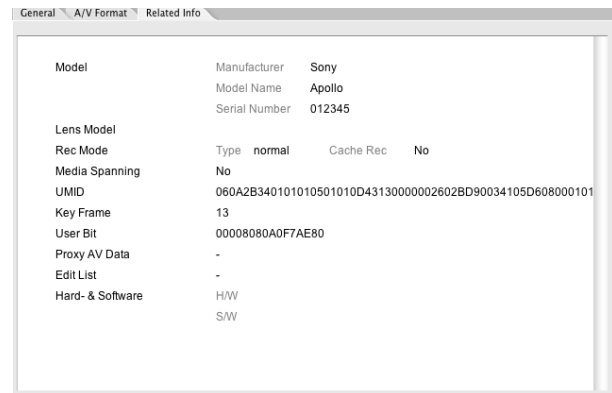 General A/V Format Related Info
Model Manufacturer Sony
Model Name Apollo
Serial Number 012345
Lens Model
Rec Mode Type normal Cache Rec No
Media Spanning No
UMID 060A2B340101010501010D43130000002602BD90034105D608000101
Key Frame 13
User Bit 00008080A0F7AE80
Proxy AV Data -
Edit List -
Hard- & Software H/W
S/W